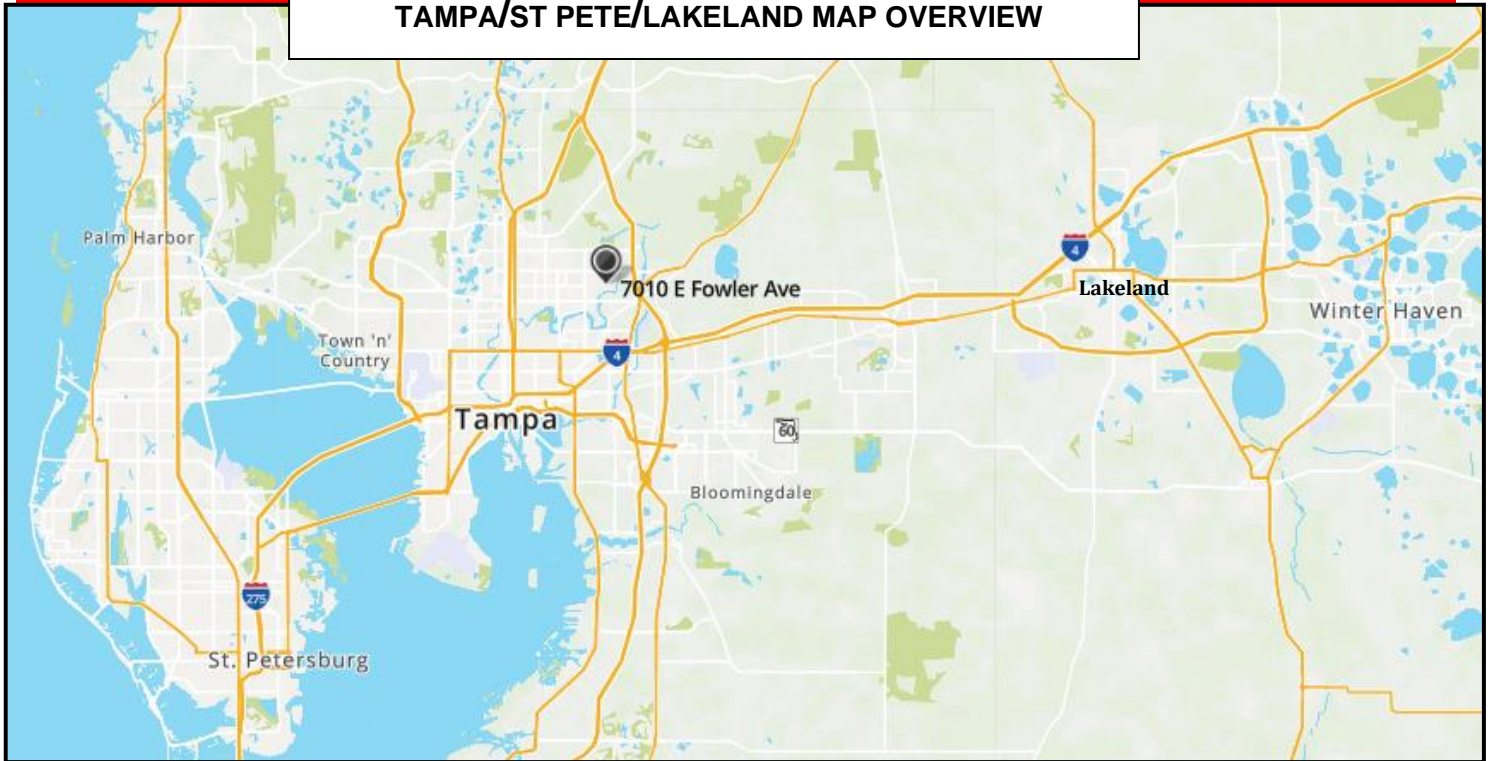 TAMPA/ST PETE/LAKELAND MAP OVERVIEW
Palm Harbor
4
7010 E Fowler Ave
Lakeland
Winter Haven
Town 'n'
Country
4
Tampa
60
Bloomingdale
275
St. Petersburg